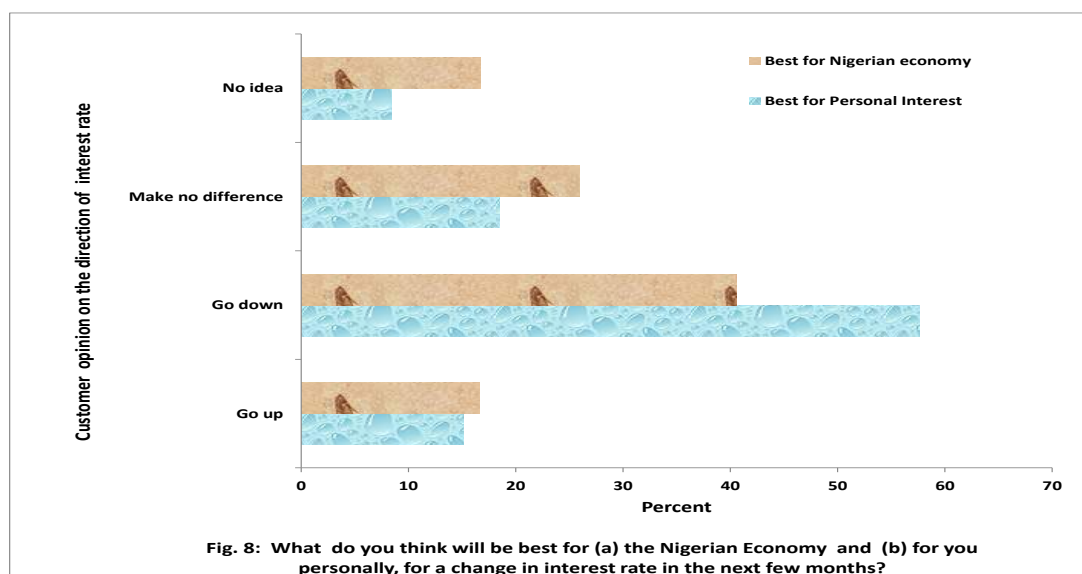 Customer opinion on the direction of interest rate
No idea
Make no difference
Go down
Go up
Best for Nigerian economy
Best for Personal Interest
0 10 20 30 40 50 60 70
Percent
Fig. 8: What do you think will be best for (a) the Nigerian Economy and (b) for you
personally, for a change in interest rate in the next few months?